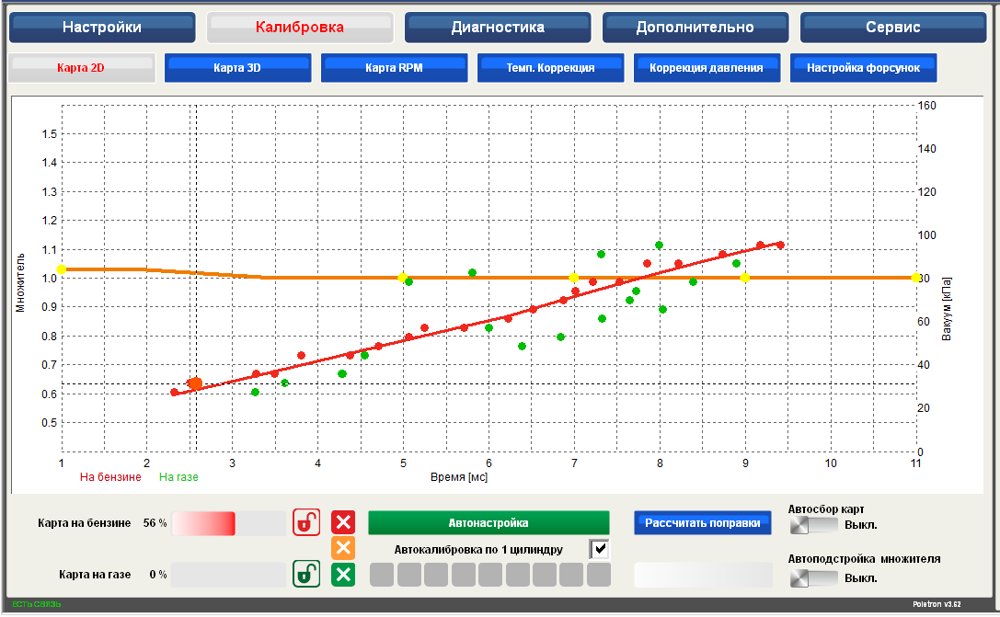 Настройки Калибровка Диагностика Дополнительно Сервис
Карта 2D Карта 3D Карта RPM Темп. Коррекция Коррекция давления Настройка форсунок
160
1.5
140
1.4
1.3
120
1.2
1.1
100
1.0
80
0.9
0.8
60
0.7
40
0.6
20
0.5
0
Множитель
Вакуум [кПа]
1 2 3 4 5 6 7 8 9 10 11
На бензине На газе Время [мс]
Карта на бензине 56 %
Автонастройка
Рассчитать поправки
Автосбор карт
Выкл.
Автокалибровка по 1 цилиндру
Карта на газе 0 %
Автоподстройка множителя
Выкл.
ЕСТЬ СВЯЗЬ
Poletron v3.62